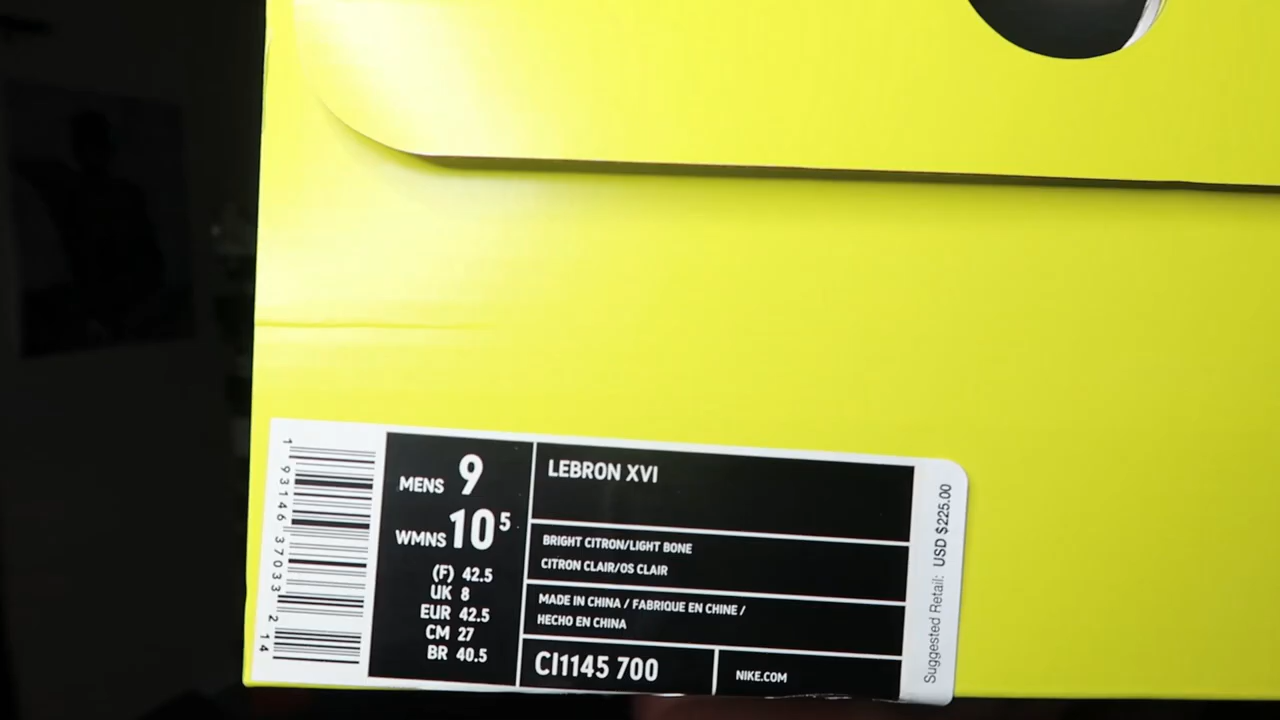 1 93146 37033 2 14
MENS 9
WMNS 10⁵
(F) 42.5
UK 8
EUR 42.5
CM 27
BR 40.5
LEBRON XVI
BRIGHT CITRON/LIGHT BONE
CITRON CLAIR/OS CLAIR
MADE IN CHINA / FABRIQUE EN CHINE /
HECHO EN CHINA
CI1145 700
NIKE.COM
Suggested Retail: USD $225.00